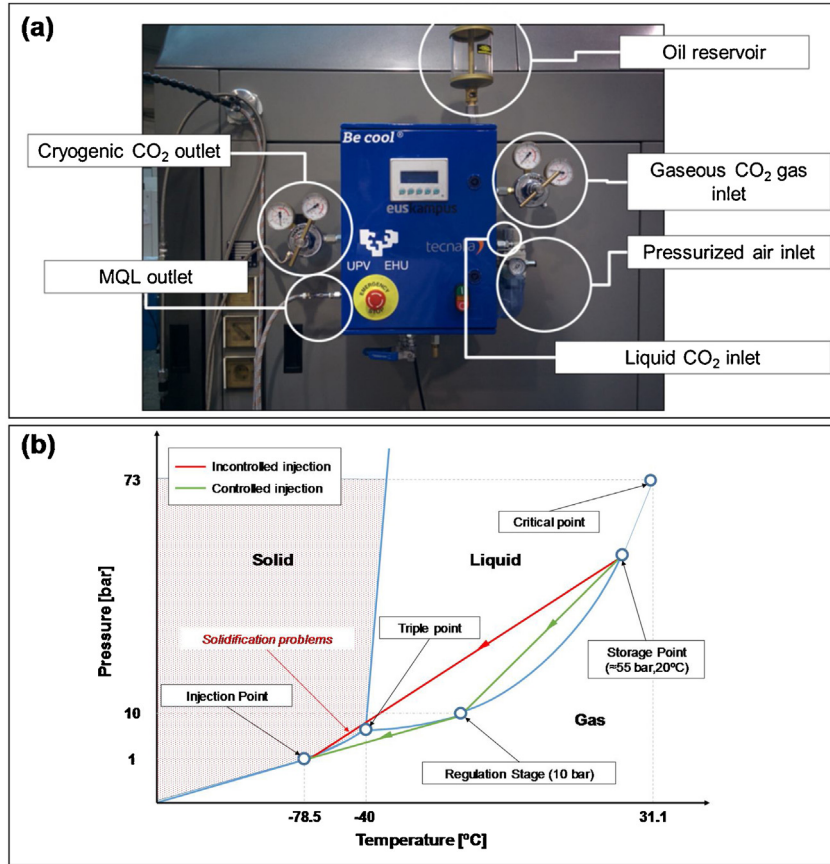 (a)
Oil reservoir
Be cool®
Cryogenic CO2 outlet
Gaseous CO2 gas
inlet
euskampus
tecnalia
UPV EHU
Pressurized air inlet
MQL outlet
EMERGENCY
STOP
Liquid CO2 inlet
(b)
Incontrolled injection
Controlled injection
73
Critical point
Solid
Liquid
Pressure [bar]
Solidification problems
Triple point
Storage Point
(≈55 bar,20ºC)
Injection Point
10
Gas
1
Regulation Stage (10 bar)
-78.5
-40
31.1
Temperature [ºC]